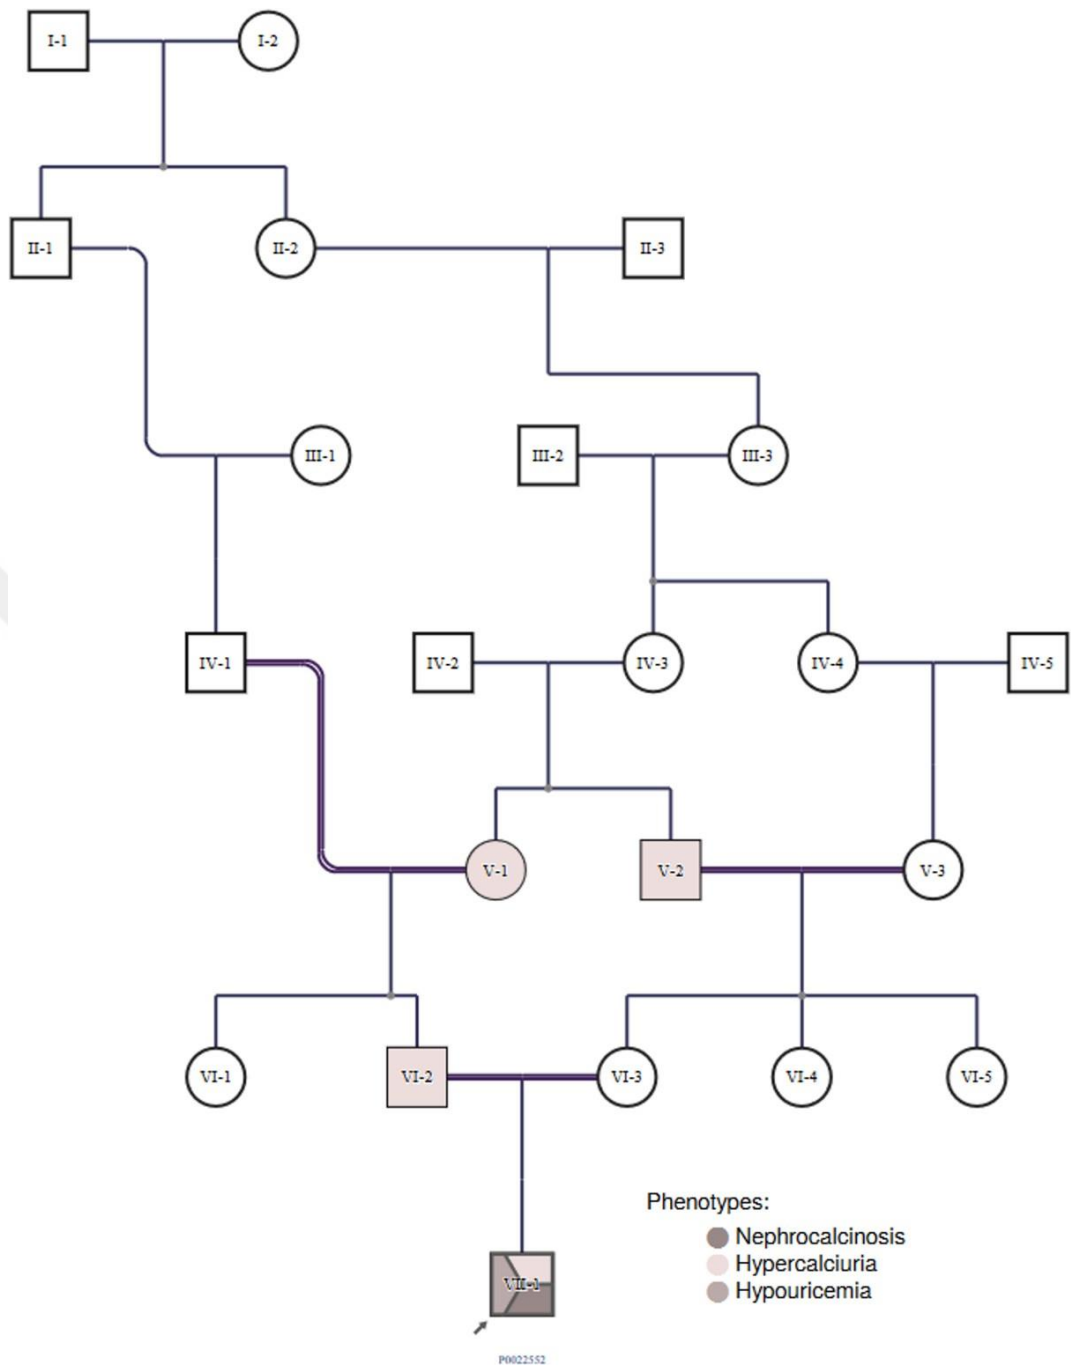 I-1 I-2
II-1 II-2 II-3
III-1 III-2 III-3
IV-1 IV-2 IV-3 IV-4 IV-5
V-1 V-2 V-3
VI-1 VI-2 VI-3 VI-4 VI-5
Phenotypes:
Nephrocalcinosis
Hypercalciuria
Hypouricemia
VII-1
P0022552